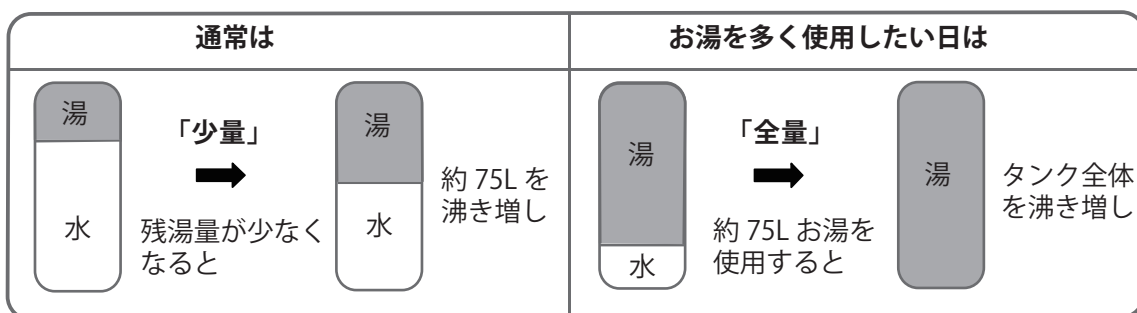 通常は
湯
水
「少量」
残湯量が少なく
なると
湯
水
約 75L を
沸き増し
お湯を多く使用したい日は
湯
水
「全量」
約 75L お湯を
使用すると
湯
タンク全体
を沸き増し